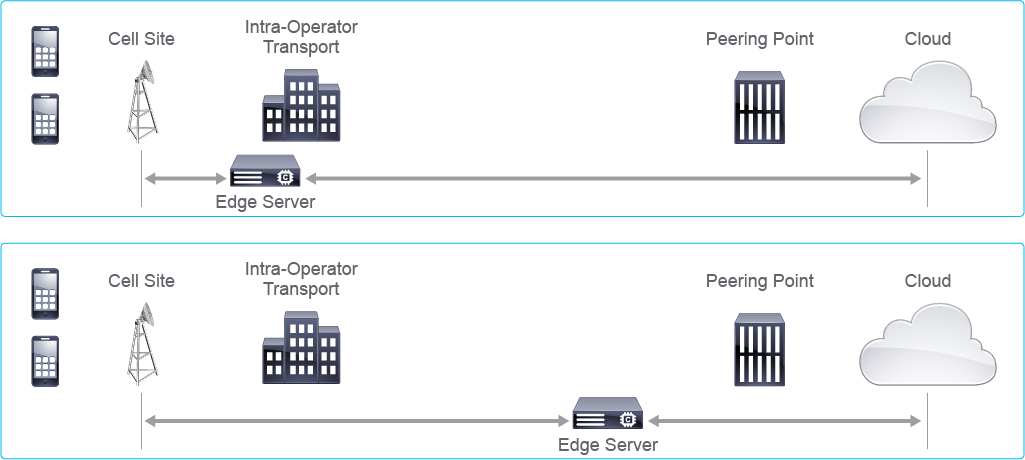 Cell Site
Intra-Operator
Transport
Peering Point
Cloud
C
Edge Server
Cell Site
Intra-Operator
Transport
Peering Point
Cloud
C
Edge Server